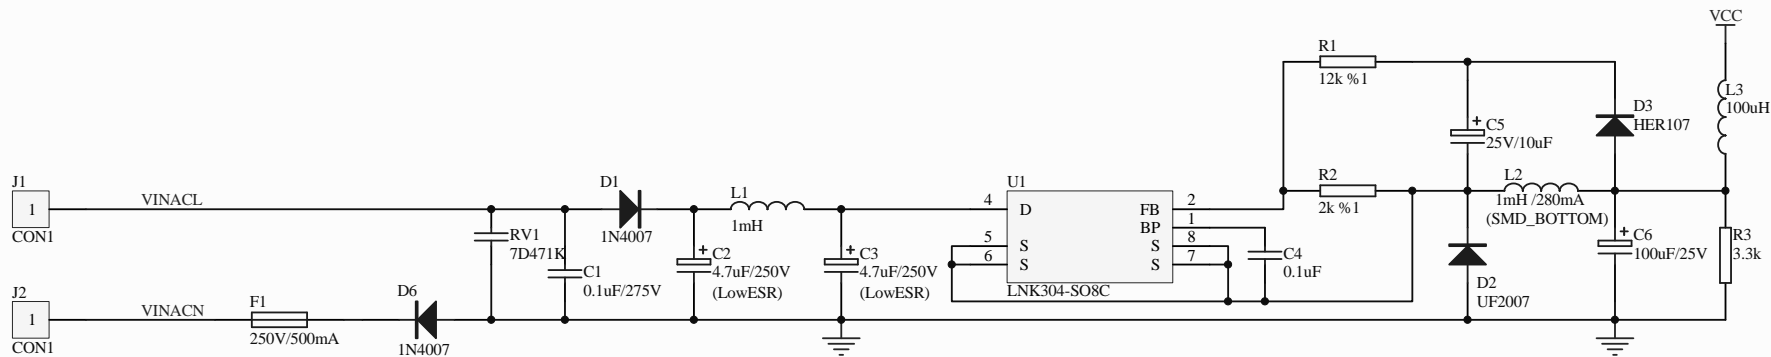 VCC
R1
12k %1
L3
100uH
D3
HER107
C5
25V/10uF
+
J1
1
CON1
VINACL
D1
1N4007
L1
1mH
U1
4
D
FB
2
BP
1
5
S
S
8
6
S
S
7
LNK304-SO8C
R2
2k %1
L2
1mH /280mA
(SMD_BOTTOM)
RV1
7D471K
C1
0.1uF/275V
+
C2
4.7uF/250V
(LowESR)
+
C3
4.7uF/250V
(LowESR)
C4
0.1uF
D2
UF2007
+
C6
100uF/25V
R3
3.3k
J2
1
CON1
VINACN
F1
250V/500mA
D6
1N4007